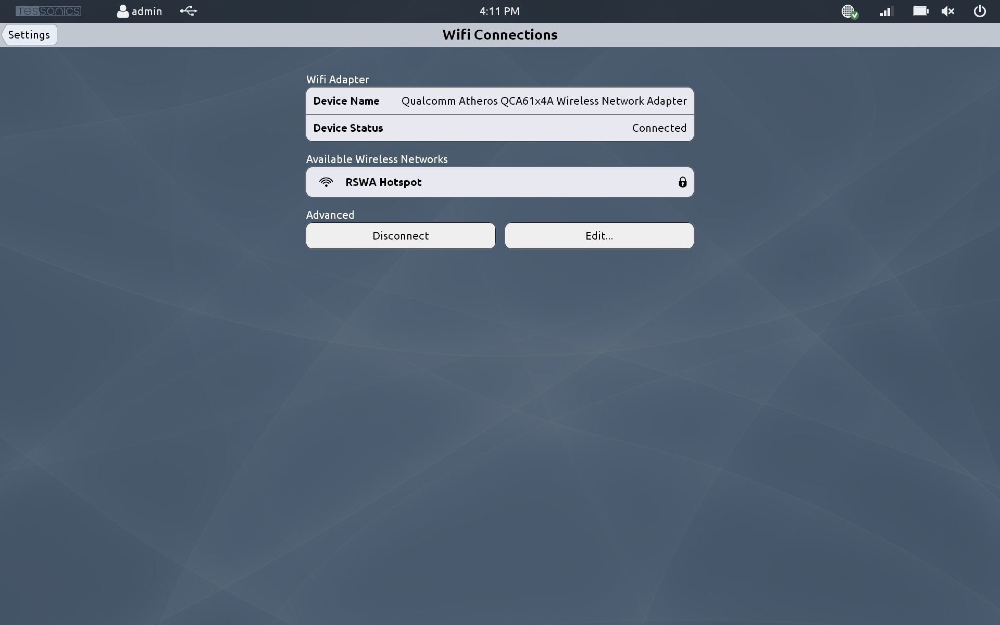 Tessonics
admin
4:11 PM
Settings
Wifi Connections
Wifi Adapter
Device Name Qualcomm Atheros QCA61x4A Wireless Network Adapter
Device Status Connected
Available Wireless Networks
RSWA Hotspot
Advanced
Disconnect Edit...